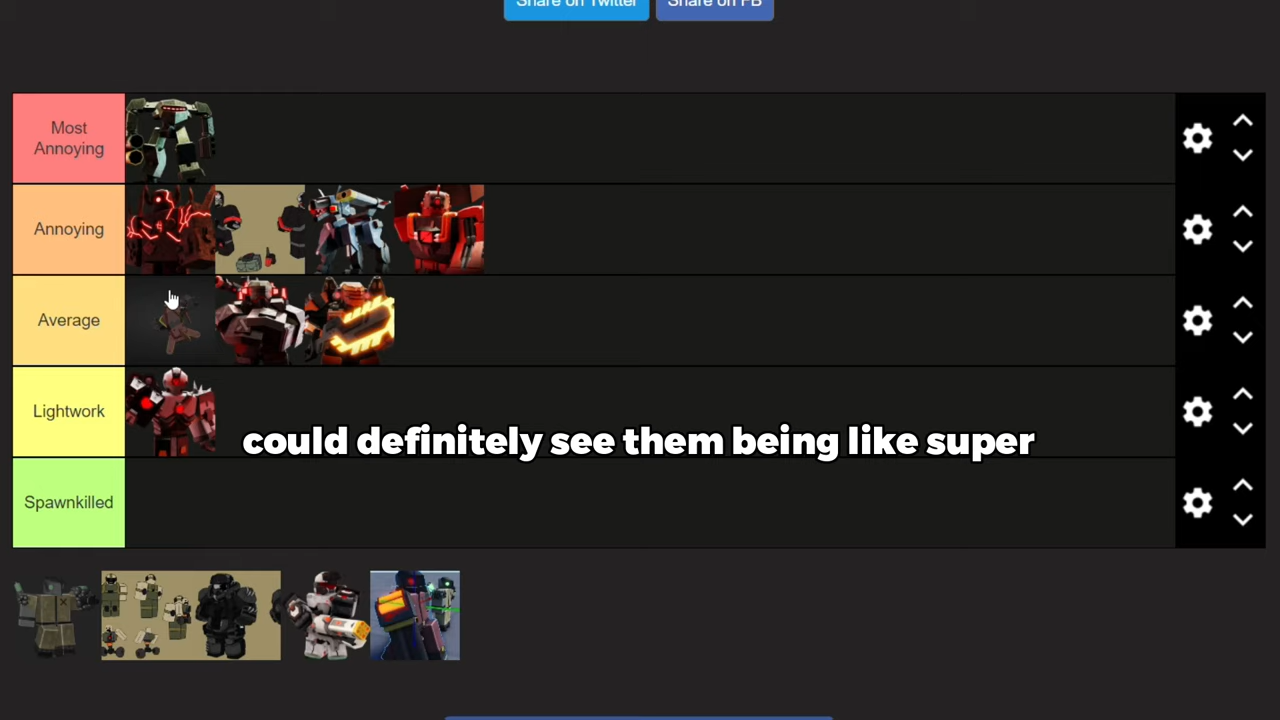 Share on Twitter
Share on FB
Most
Annoying
Annoying
Average
Lightwork
could definitely see them being like super
Spawnkilled